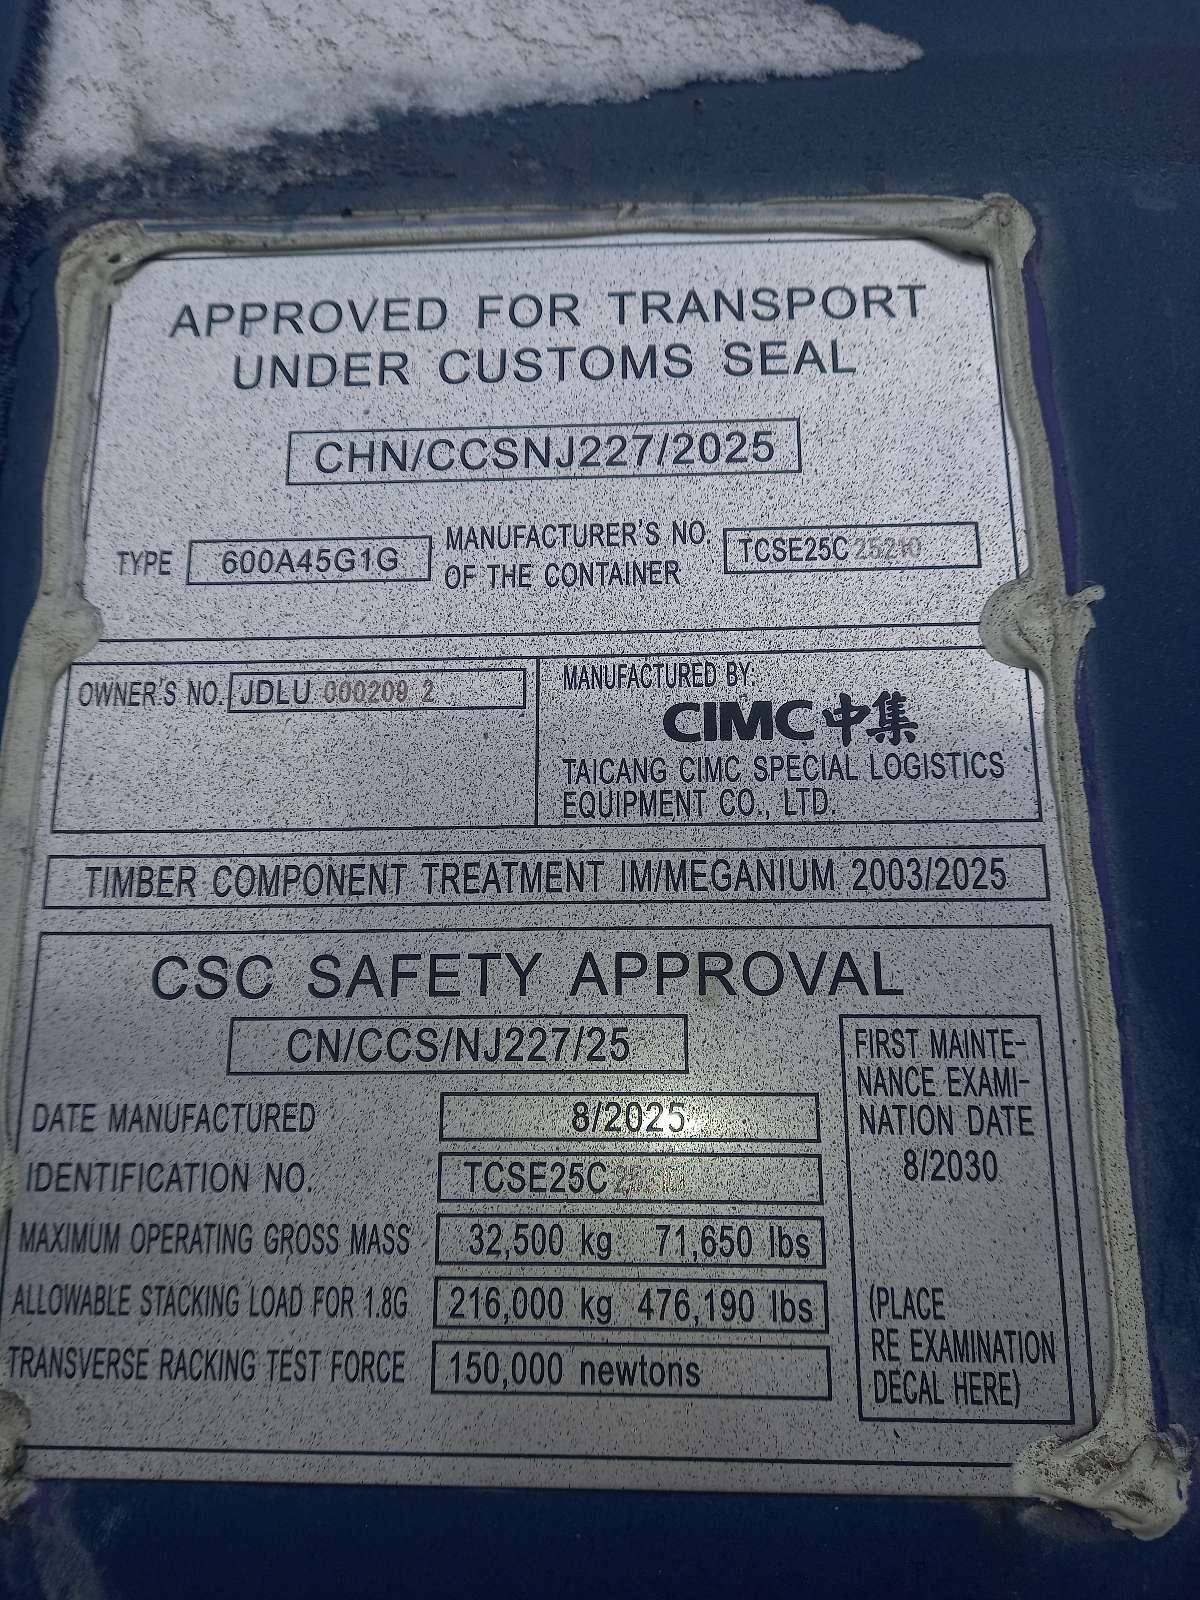 APPROVED FOR TRANSPORT
UNDER CUSTOMS SEAL
CHN/CCSNJ227/2025
TYPE 600A45G1G
MANUFACTURER'S NO.
OF THE CONTAINER
TCSE25C 25210
OWNER'S NO. JDLU 000209 2
MANUFACTURED BY:
CIMC中集
TAICANG CIMC SPECIAL LOGISTICS
EQUIPMENT CO., LTD.
TIMBER COMPONENT TREATMENT IM/MEGANIUM 2003/2025
CSC SAFETY APPROVAL
CN/CCS/NJ227/25
DATE MANUFACTURED 8/2025
IDENTIFICATION NO. TCSE25C
MAXIMUM OPERATING GROSS MASS 32,500 kg 71,650 lbs
ALLOWABLE STACKING LOAD FOR 1.8G 216,000 kg 476,190 lbs
TRANSVERSE RACKING TEST FORCE 150,000 newtons
FIRST MAINTE-
NANCE EXAMI-
NATION DATE
8/2030
(PLACE
RE EXAMINATION
DECAL HERE)